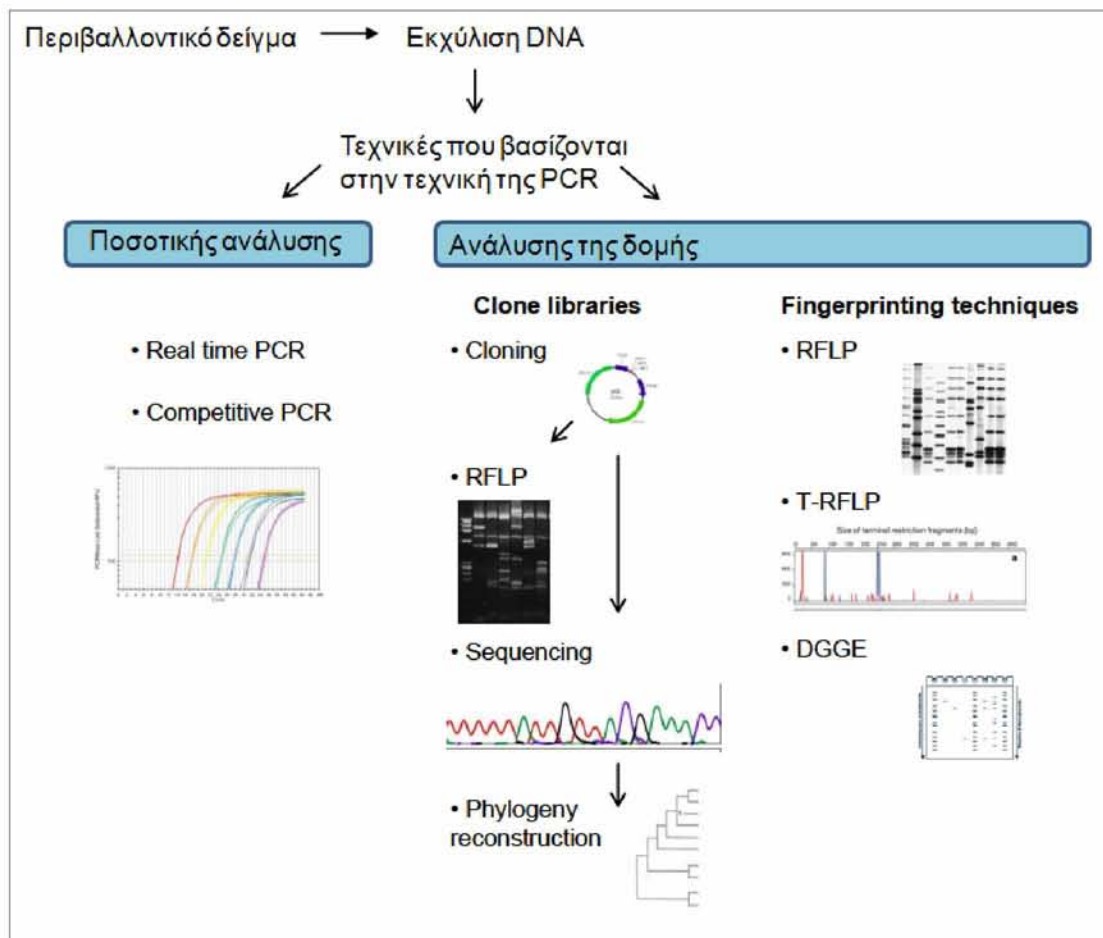 Περιβαλλοντικό δείγμα
Εκχύλιση DNA
Τεχνικές που βασίζονται
στην τεχνική της PCR
Ποσοτικής ανάλυσης
Ανάλυσης της δομής
• Real time PCR
• Competitive PCR
Clone libraries
• Cloning
• RFLP
• Sequencing
• Phylogeny
reconstruction
Fingerprinting techniques
• RFLP
• T-RFLP
Size of terminal restriction fragments (bp)
a
• DGGE